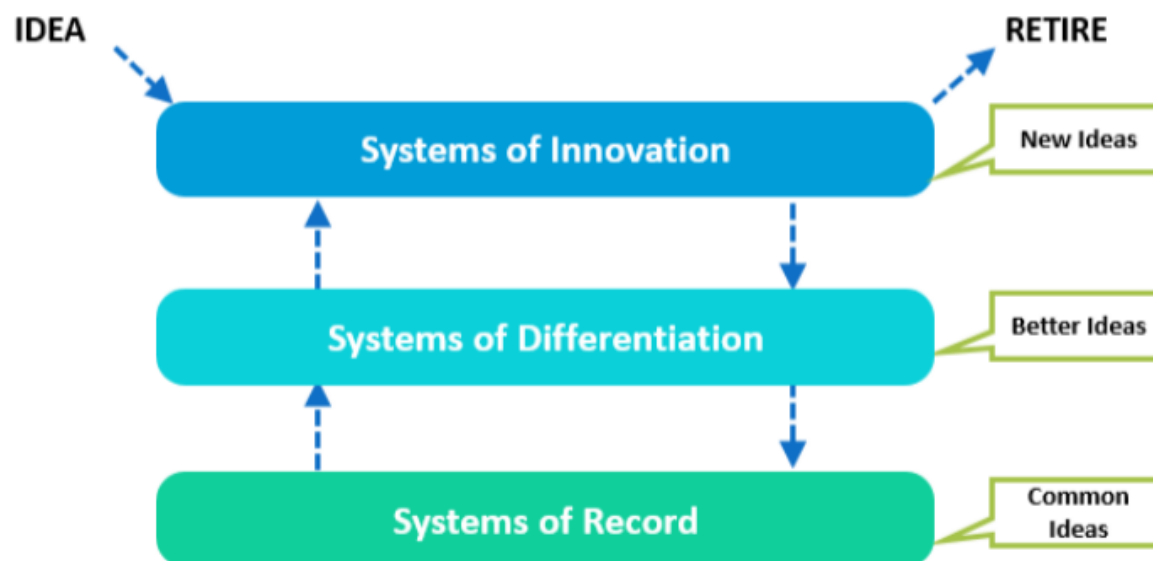 IDEA
RETIRE
Systems of Innovation
New Ideas
Systems of Differentiation
Better Ideas
Systems of Record
Common
Ideas